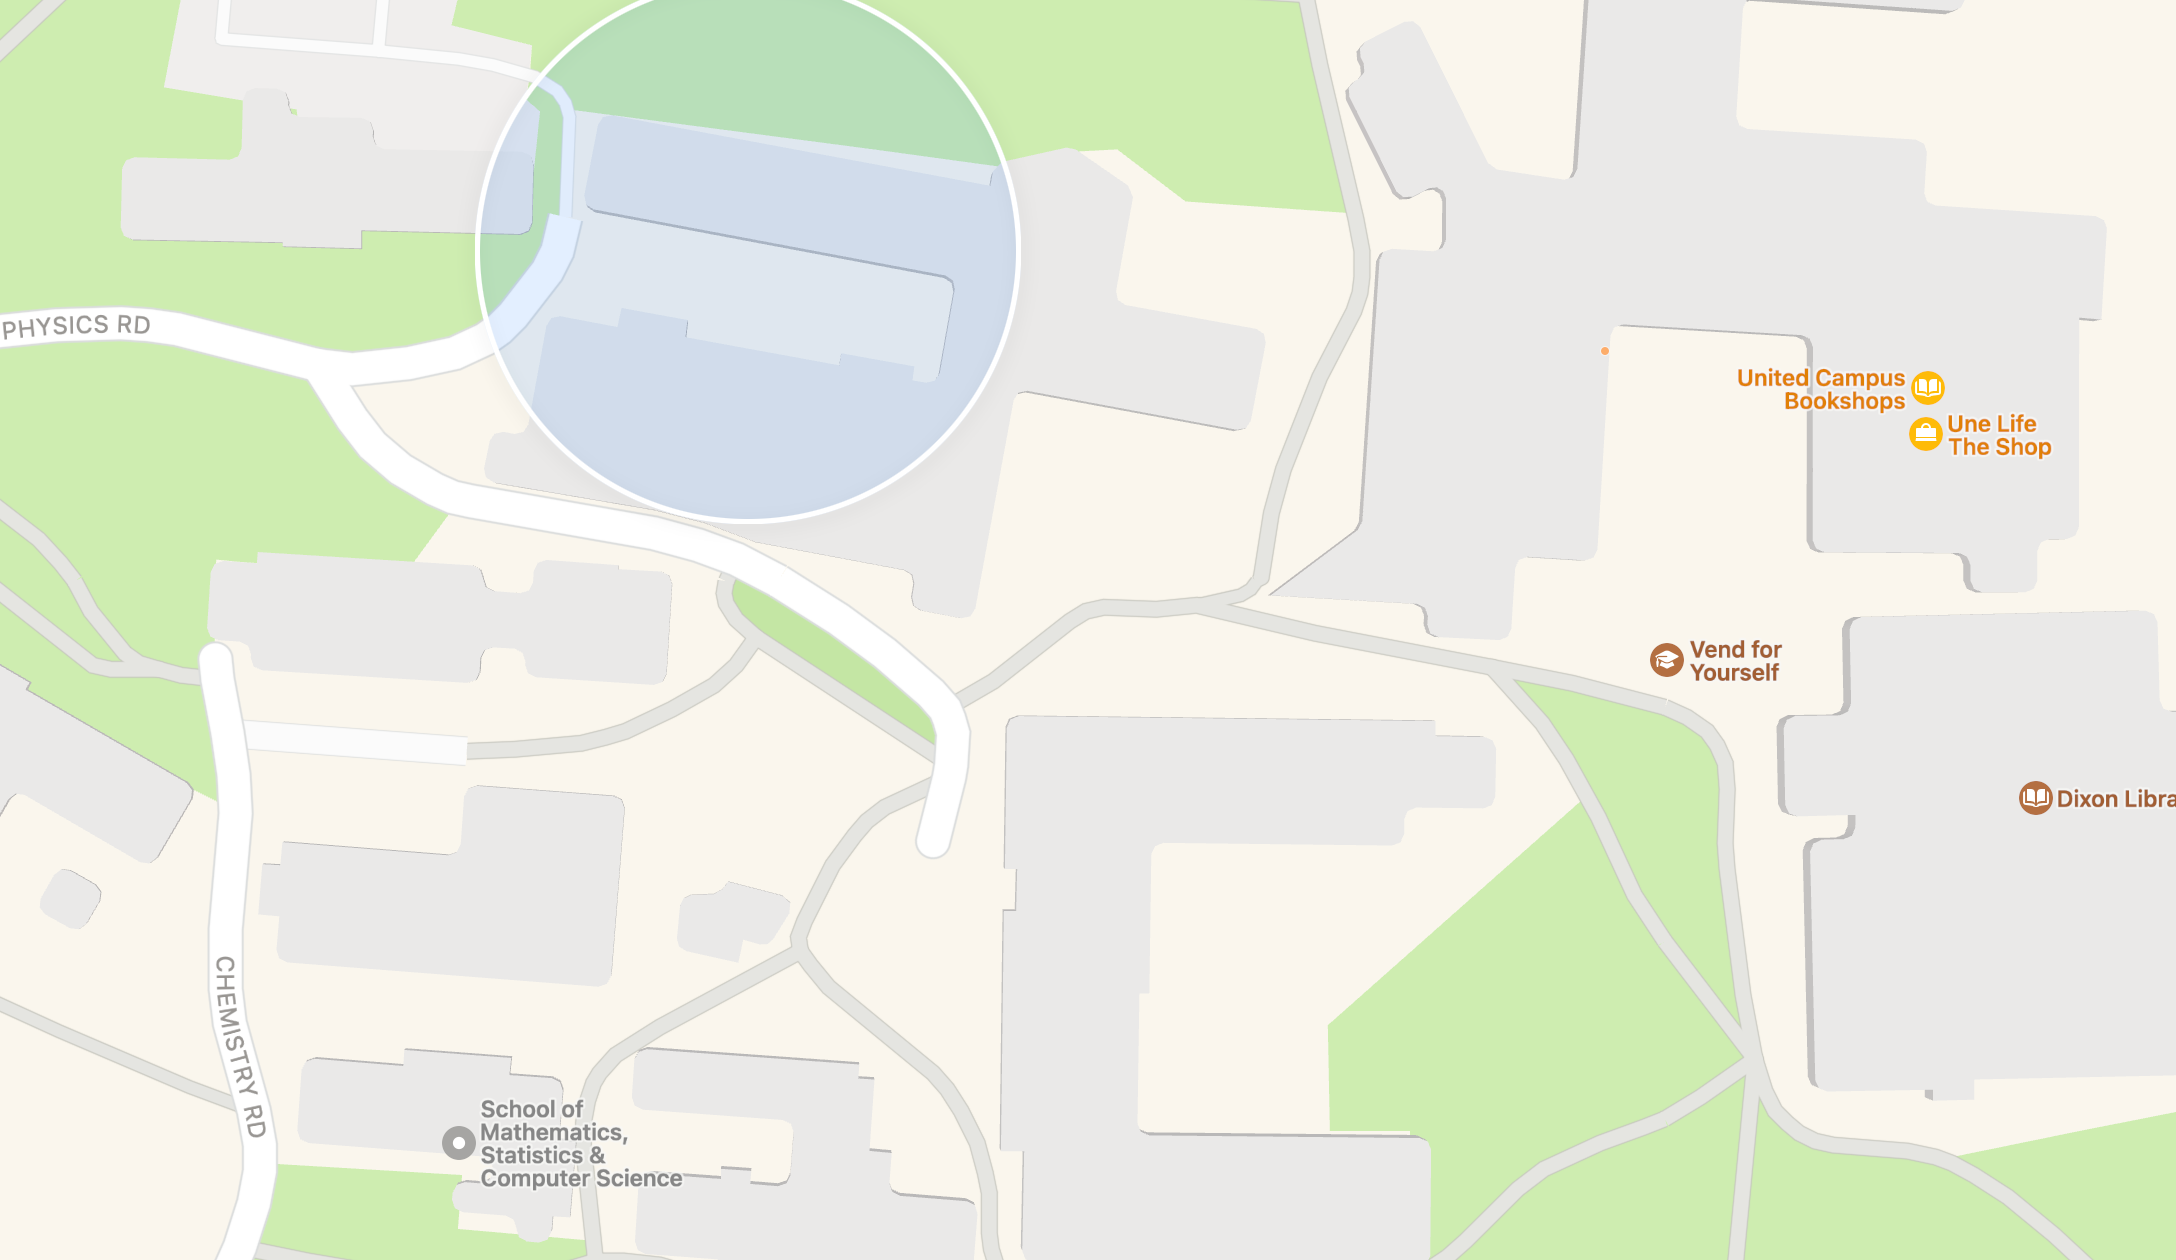 PHYSICS RD
United Campus
Bookshops
Une Life
The Shop
Vend for
Yourself
Dixon Libra
CHEMISTRY RD
School of
Mathematics,
Statistics &
Computer Science